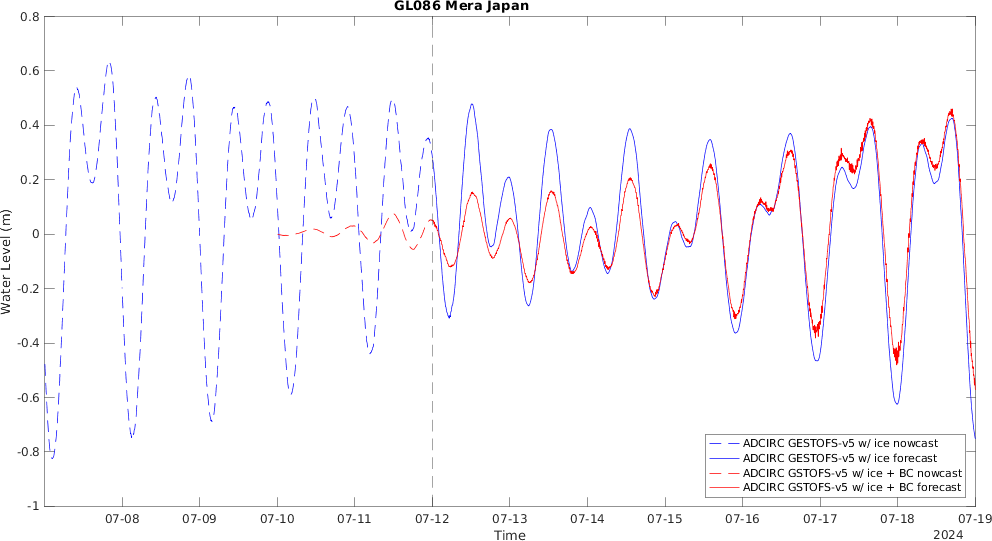 GL086 Mera Japan
0.8
0.6
0.4
0.2
0
-0.2
-0.4
-0.6
-0.8
-1
Water Level (m)
07-08 07-09 07-10 07-11 07-12 07-13 07-14 07-15 07-16 07-17 07-18 07-19
Time
2024
ADCIRC GESTOFS-v5 w/ ice nowcast
ADCIRC GESTOFS-v5 w/ ice forecast
ADCIRC GSTOFS-v5 w/ ice + BC nowcast
ADCIRC GSTOFS-v5 w/ ice + BC forecast